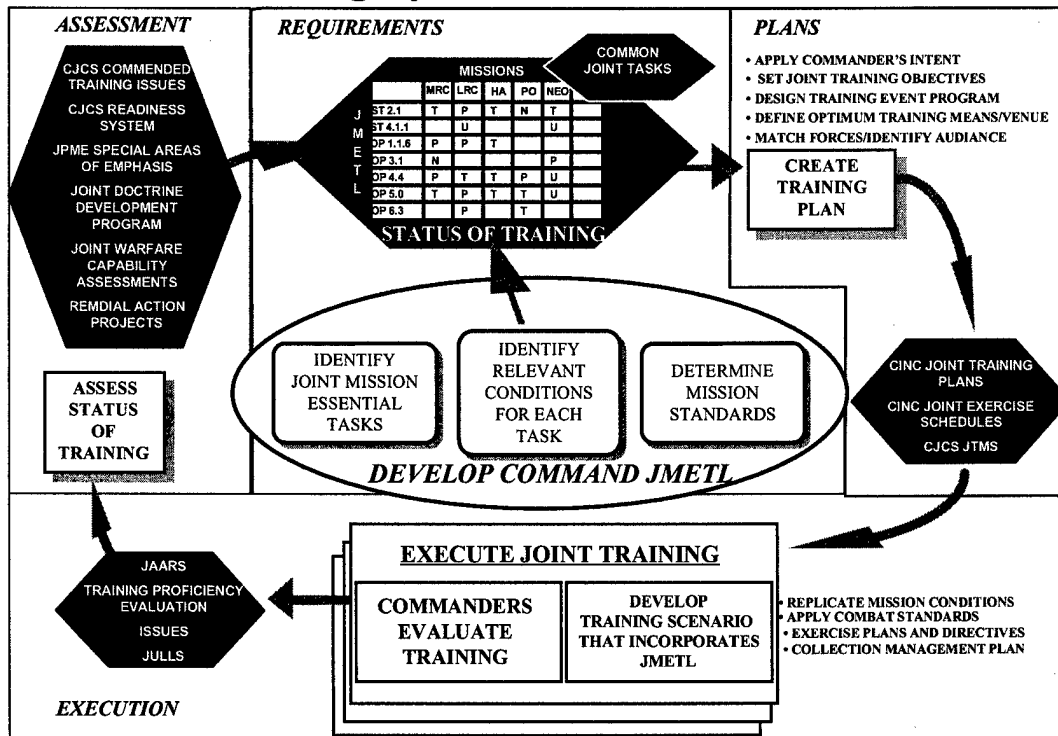 ASSESSMENT
CJCS COMMENDED
TRAINING ISSUES
CJCS READINESS
SYSTEM
JPME SPECIAL AREAS
OF EMPHASIS
JOINT DOCTRINE
DEVELOPMENT
PROGRAM
JOINT WARFARE
CAPABILITY
ASSESSMENTS
REMDIAL ACTION
PROJECTS
ASSESS
STATUS
OF
TRAINING
REQUIREMENTS
COMMON
JOINT TASKS
MISSIONS
JMETL
MRC LRC HA PO NEO
ST 2.1 T P T N T
ST 4.1.1 U U
OP 1.1.6 P P T
OP 3.1 N P
OP 4.4 P T T P U
OP 5.0 T P T T U
OP 6.3 P T
STATUS OF TRAINING
IDENTIFY
JOINT MISSION
ESSENTIAL
TASKS
IDENTIFY
RELEVANT
CONDITIONS
FOR EACH
TASK
DETERMINE
MISSION
STANDARDS
DEVELOP COMMAND JMETL
PLANS
• APPLY COMMANDER'S INTENT
• SET JOINT TRAINING OBJECTIVES
• DESIGN TRAINING EVENT PROGRAM
• DEFINE OPTIMUM TRAINING MEANS/VENUE
• MATCH FORCES/IDENTIFY AUDIANCE
CREATE
TRAINING
PLAN
CINC JOINT TRAINING
PLANS
CINC JOINT EXERCISE
SCHEDULES
CJCS JTMS
EXECUTE JOINT TRAINING
COMMANDERS
EVALUATE
TRAINING
DEVELOP
TRAINING SCENARIO
THAT INCORPORATES
JMETL
• REPLICATE MISSION CONDITIONS
• APPLY COMBAT STANDARDS
• EXERCISE PLANS AND DIRECTIVES
• COLLECTION MANAGEMENT PLAN
JAARS
TRAINING PROFICIENCY
EVALUATION
ISSUES
JULLS
EXECUTION